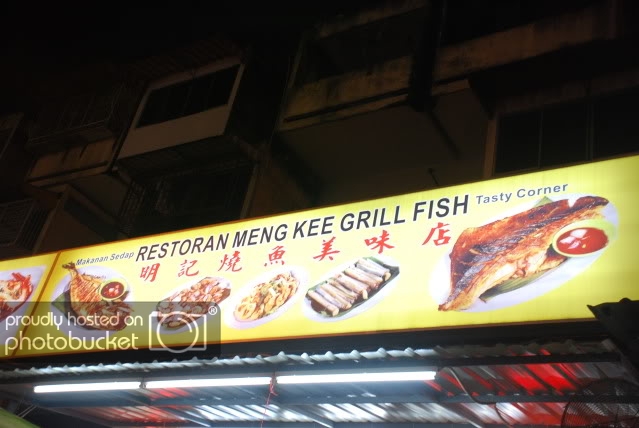 Makanan Sedap RESTORAN MENG KEE GRILL FISH Tasty Corner
明記燒魚美味店
proudly hosted on
photobucket®